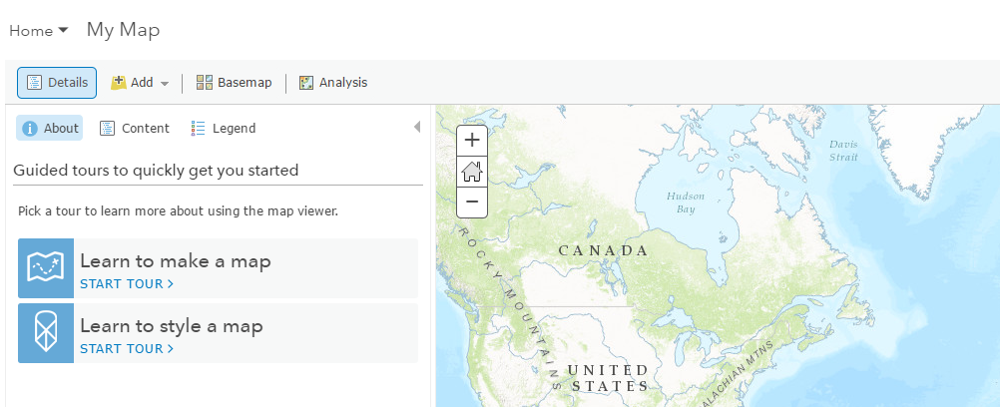 Home My Map
Details Add Basemap Analysis
About Content Legend
Guided tours to quickly get you started
Pick a tour to learn more about using the map viewer.
Learn to make a map
START TOUR >
Learn to style a map
START TOUR >
+
−
Davis
Strait
Hudson
Bay
CANADA
ROCKY MOUNTAINS
UNITED
STATES
ALACHIAN MTNS